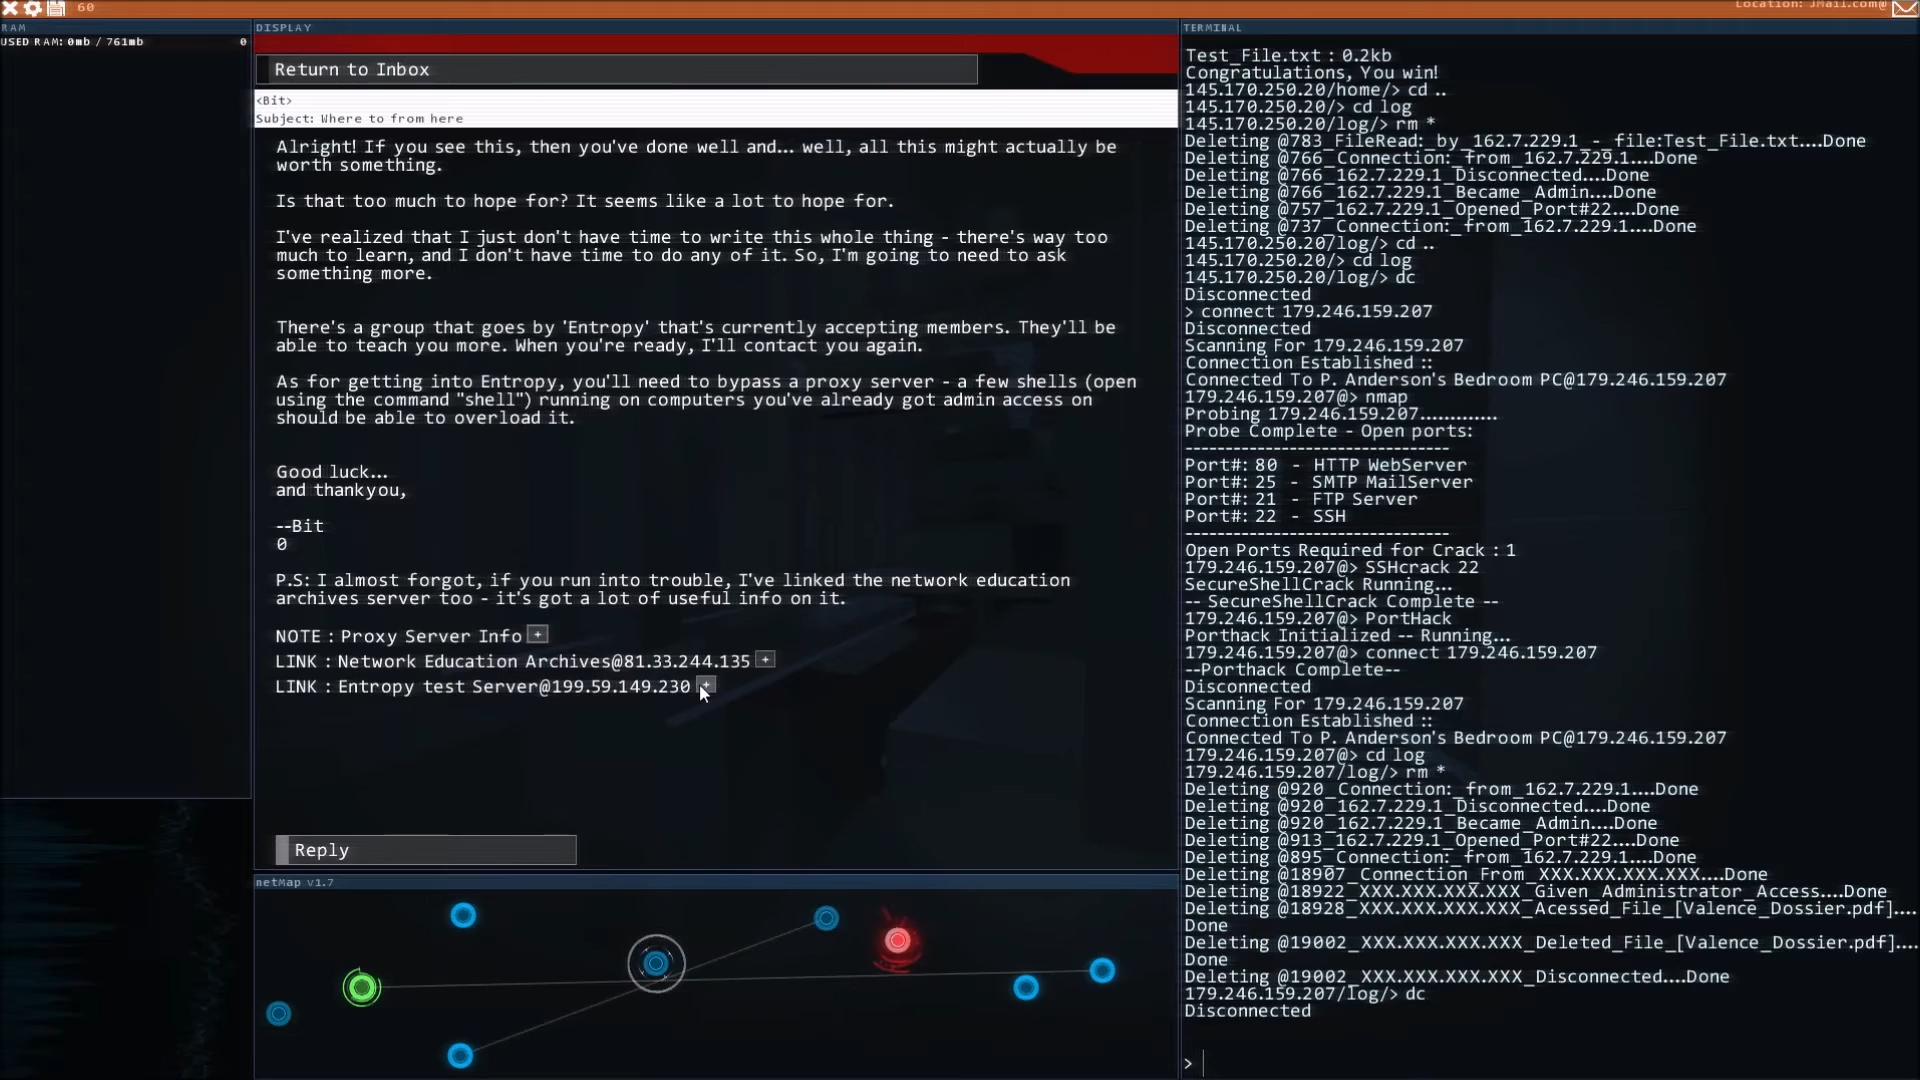 60
Location: JMail.com@
RAM
USED RAM: 0mb / 761mb
0
DISPLAY
Return to Inbox
<Bit>
Subject: Where to from here
Alright! If you see this, then you've done well and... well, all this might actually be
worth something.
Is that too much to hope for? It seems like a lot to hope for.
I've realized that I just don't have time to write this whole thing - there's way too
much to learn, and I don't have time to do any of it. So, I'm going to need to ask
something more.
There's a group that goes by 'Entropy' that's currently accepting members. They'll be
able to teach you more. When you're ready, I'll contact you again.
As for getting into Entropy, you'll need to bypass a proxy server - a few shells (open
using the command "shell") running on computers you've already got admin access on
should be able to overload it.
Good luck...
and thankyou,
--Bit
0
P.S: I almost forgot, if you run into trouble, I've linked the network education
archives server too - it's got a lot of useful info on it.
NOTE : Proxy Server Info +
LINK : Network Education Archives@81.33.244.135 +
LINK : Entropy test Server@199.59.149.230 +
Reply
netMap v1.7
TERMINAL
Test_File.txt : 0.2kb
Congratulations, You win!
145.170.250.20/home/> cd ..
145.170.250.20/> cd log
145.170.250.20/log/> rm *
Deleting @783_FileRead:_by_162.7.229.1_-_file:Test_File.txt....Done
Deleting @766_Connection:_from_162.7.229.1....Done
Deleting @766_162.7.229.1_Disconnected....Done
Deleting @766_162.7.229.1_Became_Admin....Done
Deleting @757_162.7.229.1_Opened_Port#22....Done
Deleting @737_Connection:_from_162.7.229.1....Done
145.170.250.20/log/> cd ..
145.170.250.20/> cd log
145.170.250.20/log/> dc
Disconnected
> connect 179.246.159.207
Disconnected
Scanning For 179.246.159.207
Connection Established ::
Connected To P. Anderson's Bedroom PC@179.246.159.207
179.246.159.207@> nmap
Probing 179.246.159.207.............
Probe Complete - Open ports:
---------------------------------
Port#: 80 - HTTP WebServer
Port#: 25 - SMTP MailServer
Port#: 21 - FTP Server
Port#: 22 - SSH
---------------------------------
Open Ports Required for Crack : 1
179.246.159.207@> SSHcrack 22
SecureShellCrack Running...
-- SecureShellCrack Complete --
179.246.159.207@> PortHack
Porthack Initialized -- Running...
179.246.159.207@> connect 179.246.159.207
--Porthack Complete--
Disconnected
Scanning For 179.246.159.207
Connection Established ::
Connected To P. Anderson's Bedroom PC@179.246.159.207
179.246.159.207@> cd log
179.246.159.207/log/> rm *
Deleting @920_Connection:_from_162.7.229.1....Done
Deleting @920_162.7.229.1_Disconnected....Done
Deleting @920_162.7.229.1_Became_Admin....Done
Deleting @913_162.7.229.1_Opened_Port#22....Done
Deleting @895_Connection:_from_162.7.229.1....Done
Deleting @18907_Connection_From_XXX.XXX.XXX.XXX....Done
Deleting @18922_XXX.XXX.XXX.XXX_Given_Administrator_Access....Done
Deleting @18928_XXX.XXX.XXX.XXX_Acessed_File_[Valence_Dossier.pdf]....
Done
Deleting @19002_XXX.XXX.XXX.XXX_Deleted_File_[Valence_Dossier.pdf]....
Done
Deleting @19002_XXX.XXX.XXX.XXX_Disconnected....Done
179.246.159.207/log/> dc
Disconnected
>